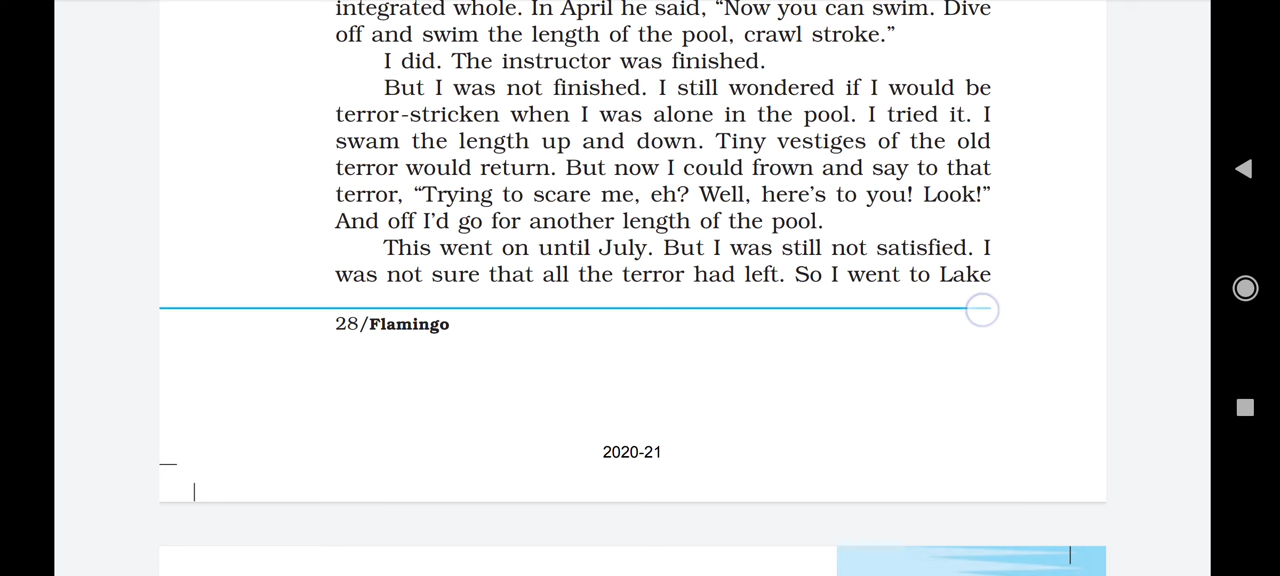 integrated whole. In April he said, “Now you can swim. Dive
off and swim the length of the pool, crawl stroke.”
I did. The instructor was finished.
But I was not finished. I still wondered if I would be
terror-stricken when I was alone in the pool. I tried it. I
swam the length up and down. Tiny vestiges of the old
terror would return. But now I could frown and say to that
terror, “Trying to scare me, eh? Well, here’s to you! Look!”
And off I’d go for another length of the pool.
This went on until July. But I was still not satisfied. I
was not sure that all the terror had left. So I went to Lake
28/Flamingo
2020-21